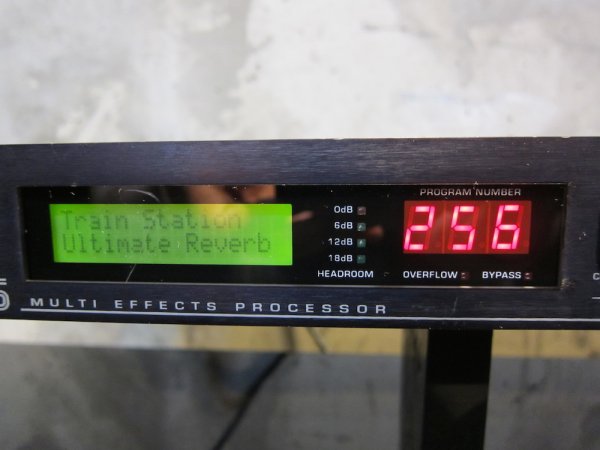 Train Station
Ultimate Reverb
0dB
6dB
12dB
18dB
HEADROOM
PROGRAM NUMBER
256
OVERFLOW
BYPASS
MULTI EFFECTS PROCESSOR